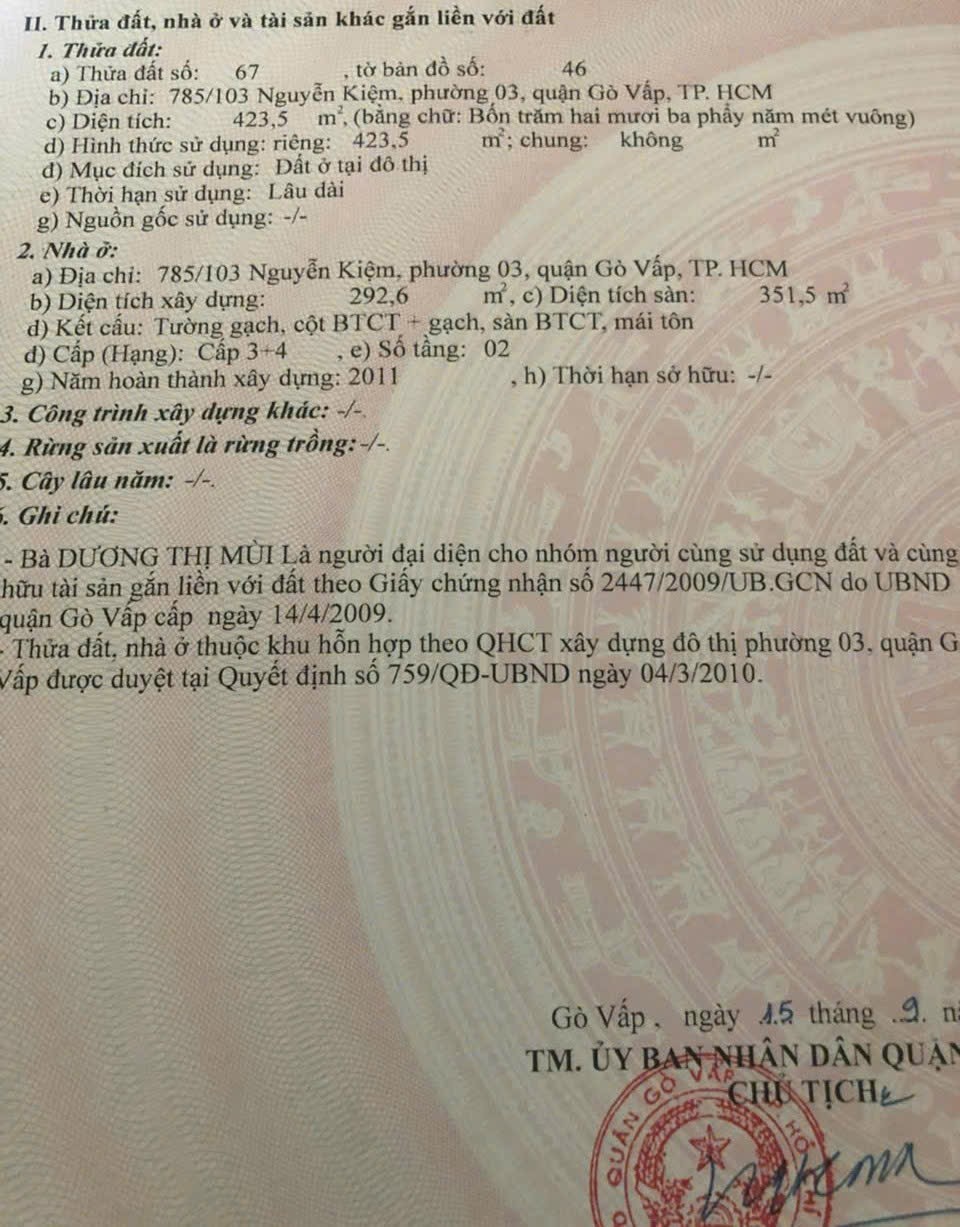 II. Thửa đất, nhà ở và tài sản khác gắn liền với đất
1. Thửa đất:
a) Thửa đất số: 67 , tờ bản đồ số: 46
b) Địa chỉ: 785/103 Nguyễn Kiệm, phường 03, quận Gò Vấp, TP. HCM
c) Diện tích: 423,5 m², (bằng chữ: Bốn trăm hai mươi ba phẩy năm mét vuông)
d) Hình thức sử dụng: riêng: 423,5 m²; chung: không m²
đ) Mục đích sử dụng: Đất ở tại đô thị
e) Thời hạn sử dụng: Lâu dài
g) Nguồn gốc sử dụng: -/-
2. Nhà ở:
a) Địa chỉ: 785/103 Nguyễn Kiệm, phường 03, quận Gò Vấp, TP. HCM
b) Diện tích xây dựng: 292,6 m², c) Diện tích sàn: 351,5 m²
d) Kết cấu: Tường gạch, cột BTCT + gạch, sàn BTCT, mái tôn
đ) Cấp (Hạng): Cấp 3+4 , e) Số tầng: 02
g) Năm hoàn thành xây dựng: 2011 , h) Thời hạn sở hữu: -/-
3. Công trình xây dựng khác: -/-.
4. Rừng sản xuất là rừng trồng: -/-.
5. Cây lâu năm: -/-.
6. Ghi chú:
- Bà DƯƠNG THỊ MÙI Là người đại diện cho nhóm người cùng sử dụng đất và cùng
hữu tài sản gắn liền với đất theo Giấy chứng nhận số 2447/2009/UB.GCN do UBND
quận Gò Vấp cấp ngày 14/4/2009.
- Thửa đất, nhà ở thuộc khu hỗn hợp theo QHCT xây dựng đô thị phường 03, quận G
Vấp được duyệt tại Quyết định số 759/QĐ-UBND ngày 04/3/2010.
Gò Vấp , ngày 15 tháng .9. n
TM. ỦY BAN NHÂN DÂN QUẬN
CHỦ TỊCH
QUẬN GÒ VẤP